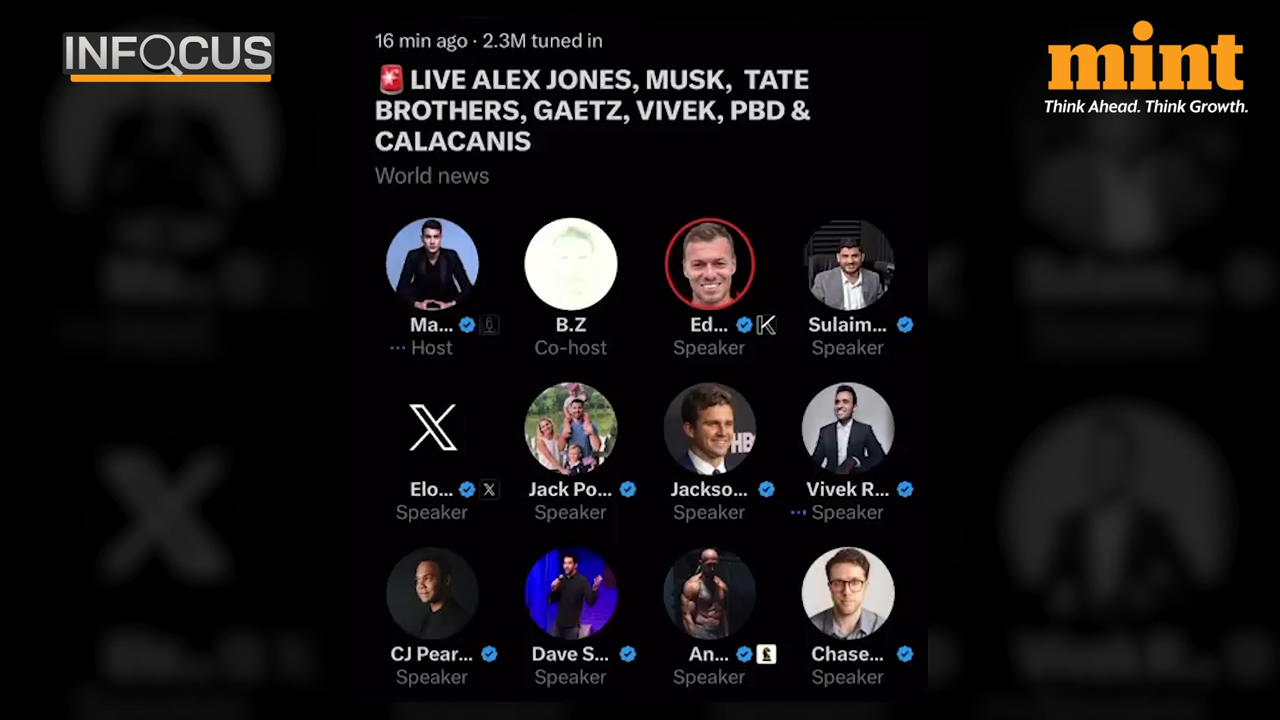 INFOCUS
mint
Think Ahead. Think Growth.
16 min ago · 2.3M tuned in
🚨 LIVE ALEX JONES, MUSK, TATE
BROTHERS, GAETZ, VIVEK, PBD &
CALACANIS
World news
Ma... B.Z Ed... Sulaim...
Host Co-host Speaker Speaker
Elo... Jack Po... Jackso... Vivek R...
Speaker Speaker Speaker Speaker
CJ Pear... Dave S... An... Chase...
Speaker Speaker Speaker Speaker